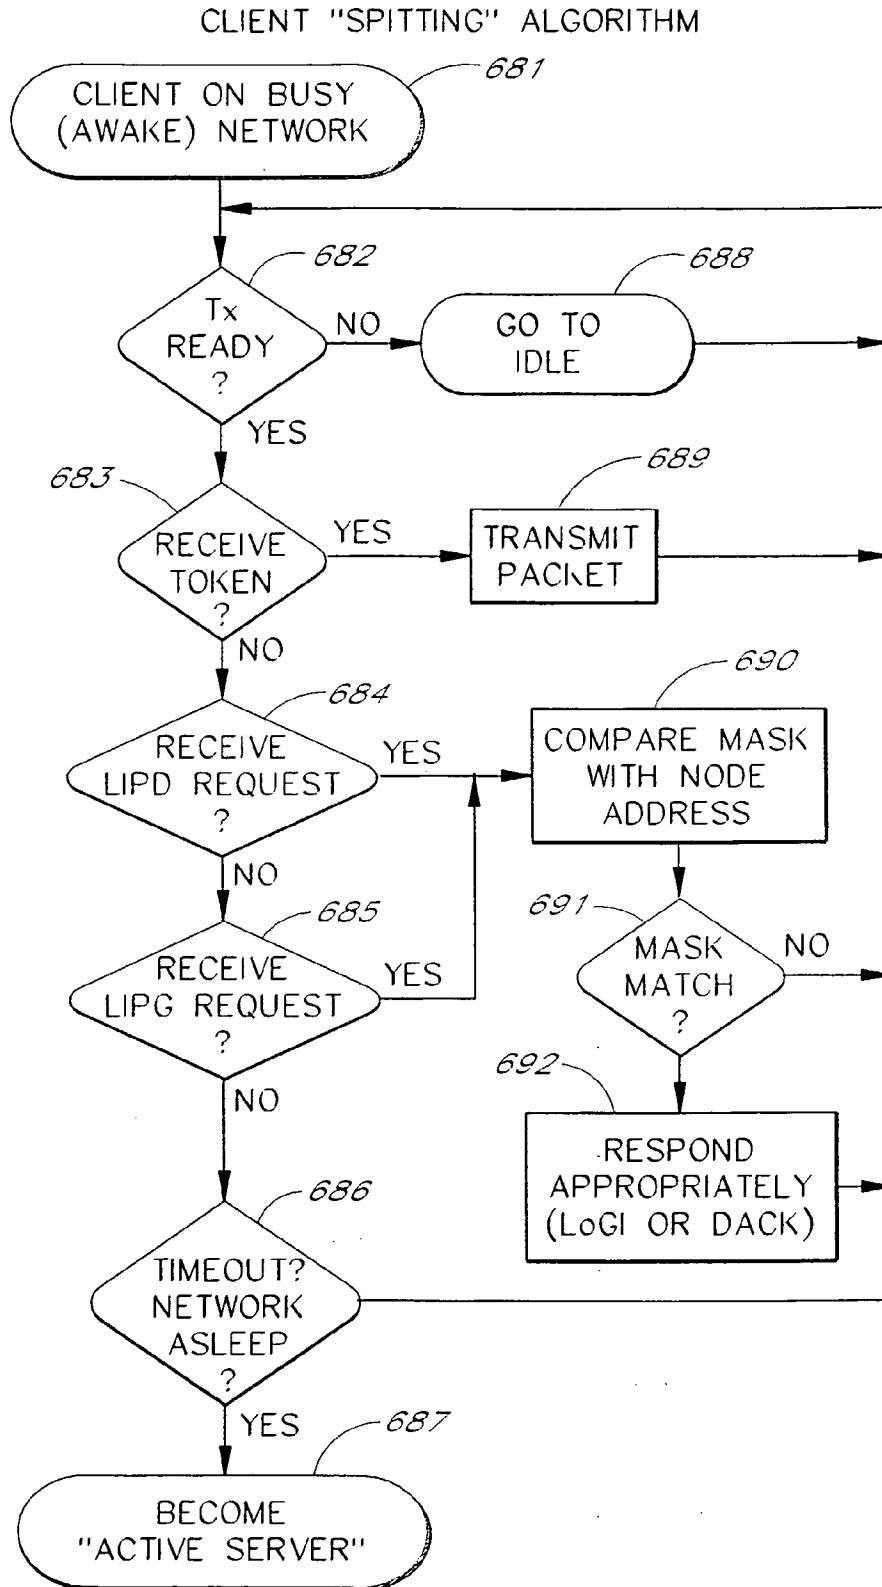 CLIENT "SPITTING" ALGORITHM
681
CLIENT ON BUSY
(AWAKE) NETWORK
682
Tx
READY
?
NO
688
GO TO
IDLE
YES
683
RECEIVE
TOKEN
?
YES
689
TRANSMIT
PACKET
NO
684
RECEIVE
LIPD REQUEST
?
YES
690
COMPARE MASK
WITH NODE
ADDRESS
NO
685
RECEIVE
LIPG REQUEST
?
YES
691
MASK
MATCH
?
NO
NO
692
RESPOND
APPROPRIATELY
(LoGI OR DACK)
686
TIMEOUT?
NETWORK
ASLEEP
?
YES
687
BECOME
"ACTIVE SERVER"